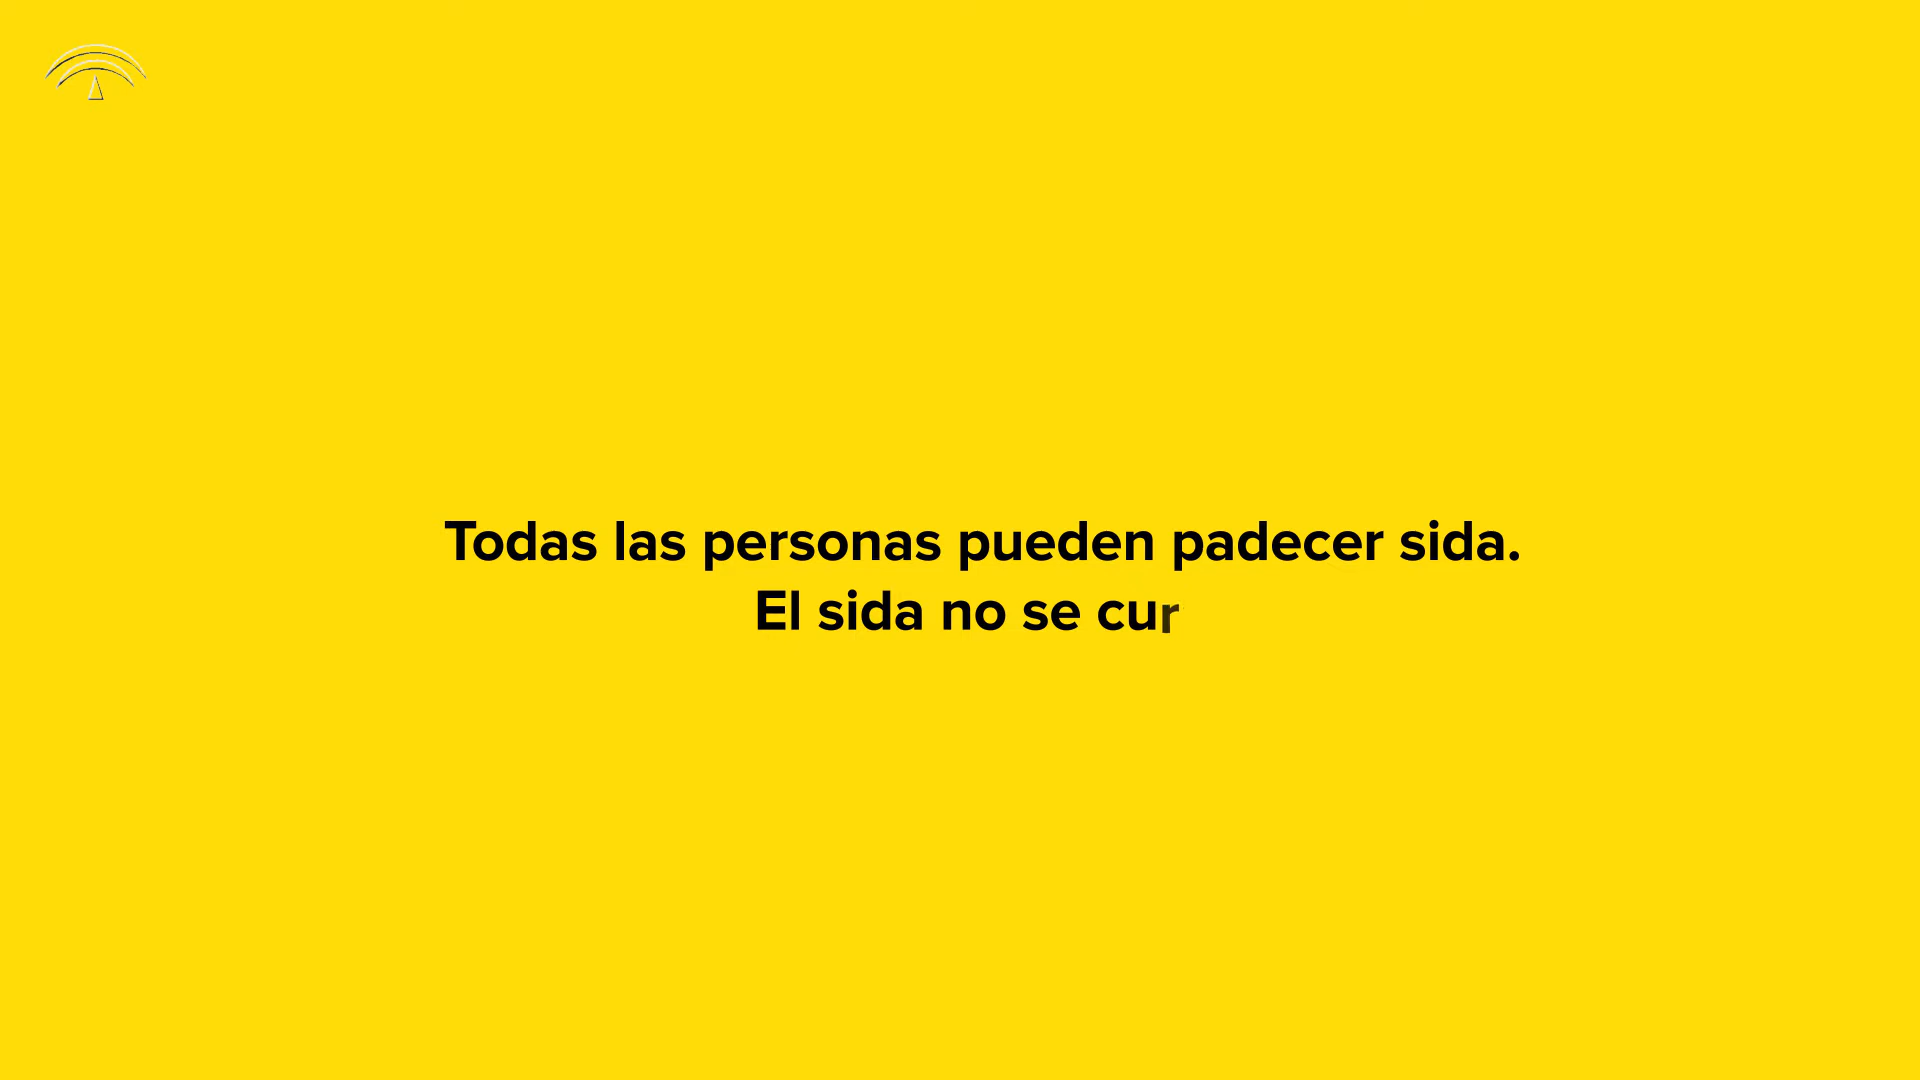 Todas las personas pueden padecer sida.
El sida no se cur